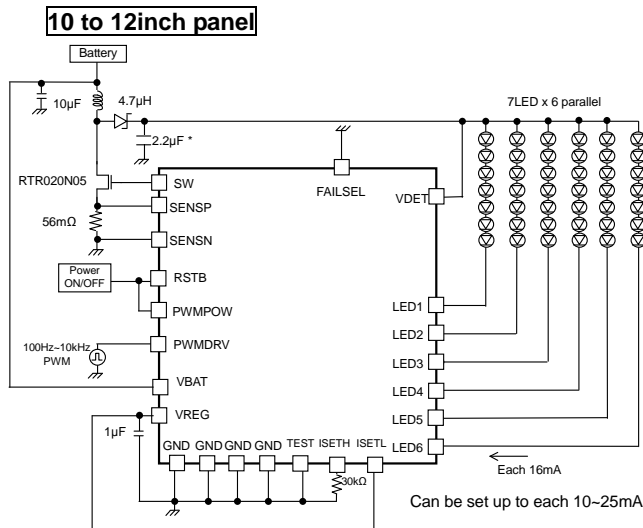 10 to 12inch panel
Battery
10μF
4.7μH
7LED x 6 parallel
2.2μF *
RTR020N05
SW
FAILSEL
SENSP
VDET
56mΩ
SENSN
Power
ON/OFF
RSTB
PWMPOW
LED1
LED2
100Hz~10kHz
PWM
PWMDRV
LED3
VBAT
LED4
VREG
LED5
1μF
GND
GND
GND
GND
TEST
ISETH
ISETL
LED6
30kΩ
Each 16mA
Can be set up to each 10~25mA